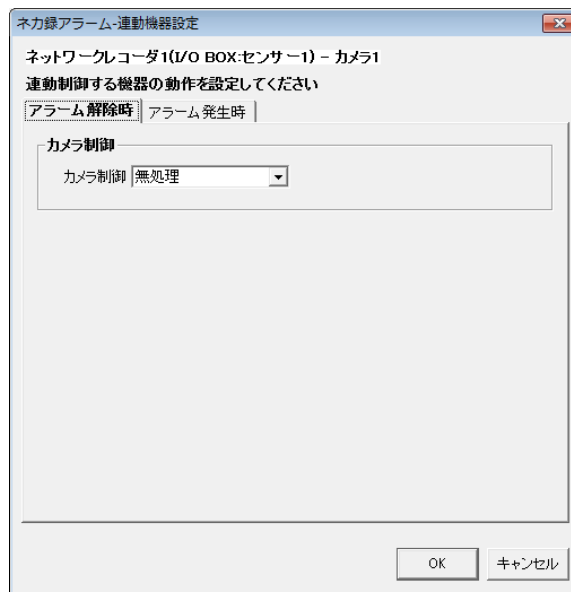 ネカ録アラーム-連動機器設定
ネットワークレコーダ1(I/O BOX:センサー1) - カメラ1
連動制御する機器の動作を設定してください
アラーム解除時 アラーム発生時
カメラ制御
カメラ制御 無処理
OK キャンセル